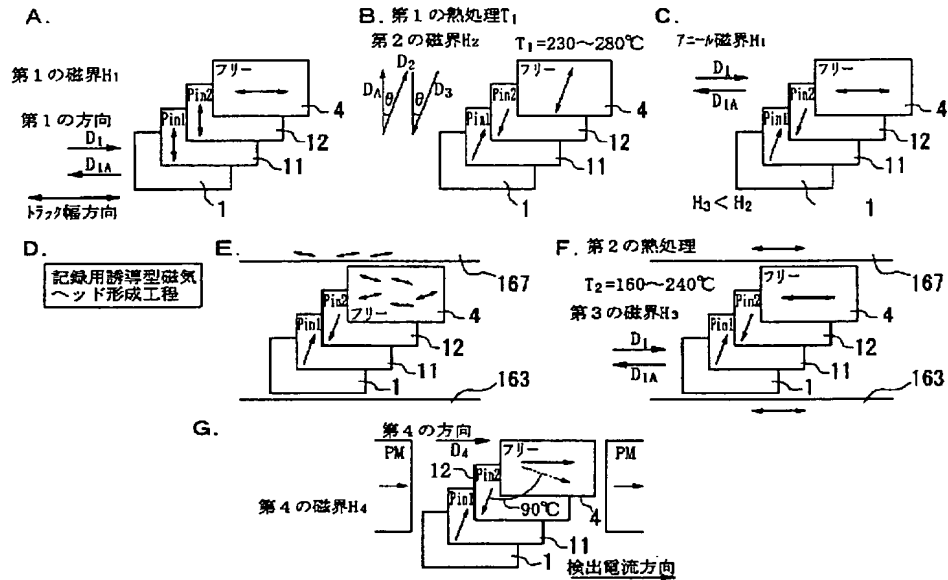 A.
第1の磁界H1
第1の方向
D1
D1A
トラック幅方向
フリー
Pin2
Pin1
4
12
11
1
B. 第1の熱処理T1
第2の磁界H2
T1=230~280℃
DA
θ
D2
θ
D3
フリー
Pin2
Pin1
4
12
11
1
C.
アニール磁界H1
D1
D1A
フリー
Pin2
Pin1
4
12
11
H3<H2
1
D.
記録用誘導型磁気
ヘッド形成工程
E.
167
Pin2
フリー
Pin1
4
12
11
1
163
F. 第2の熱処理
T2=160~240℃
第3の磁界H3
D1
D1A
167
フリー
Pin2
Pin1
4
12
11
1
163
G.
第4の方向
D4
PM
第4の磁界H4
12
フリー
Pin2
Pin1
90℃
4
11
1
PM
検出電流方向